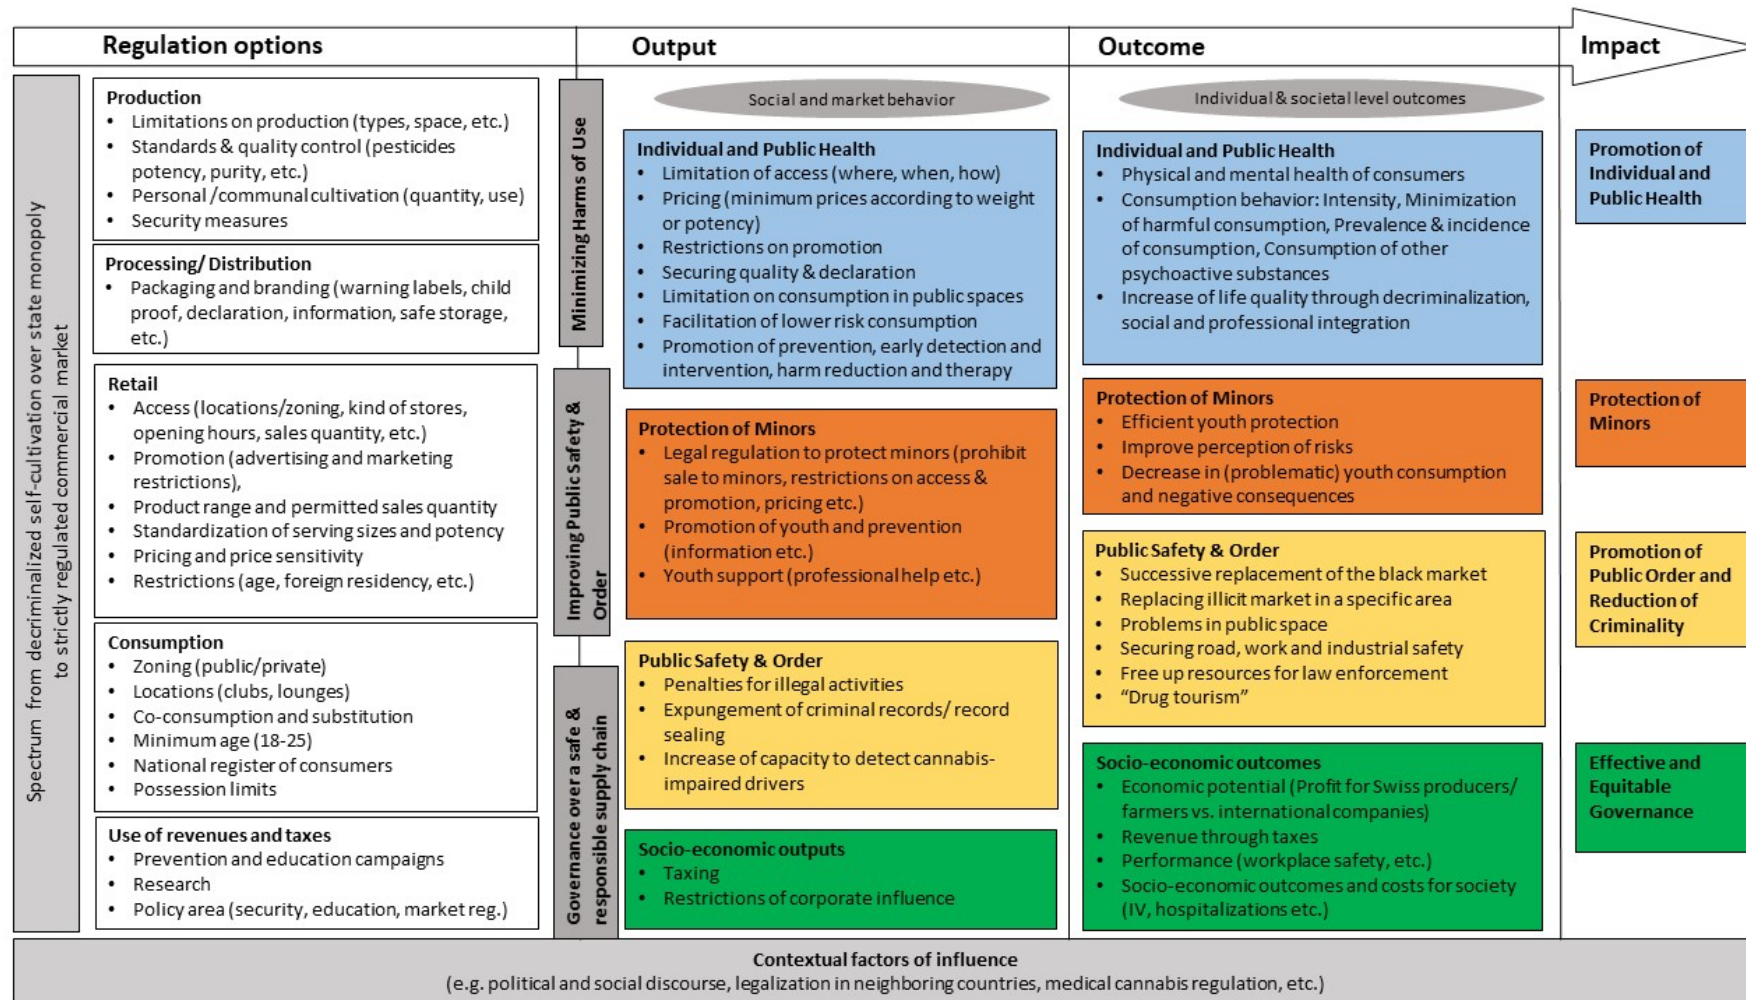 Regulation options
Output
Outcome
Impact
Spectrum from decriminalized self-cultivation over state monopoly
to strictly regulated commercial market
Production
• Limitations on production (types, space, etc.)
• Standards & quality control (pesticides
potency, purity, etc.)
• Personal /communal cultivation (quantity, use)
• Security measures
Processing/ Distribution
• Packaging and branding (warning labels, child
proof, declaration, information, safe storage,
etc.)
Retail
• Access (locations/zoning, kind of stores,
opening hours, sales quantity, etc.)
• Promotion (advertising and marketing
restrictions),
• Product range and permitted sales quantity
• Standardization of serving sizes and potency
• Pricing and price sensitivity
• Restrictions (age, foreign residency, etc.)
Consumption
• Zoning (public/private)
• Locations (clubs, lounges)
• Co-consumption and substitution
• Minimum age (18-25)
• National register of consumers
• Possession limits
Use of revenues and taxes
• Prevention and education campaigns
• Research
• Policy area (security, education, market reg.)
Minimizing Harms of Use
Improving Public Safety &
Order
Governance over a safe &
responsible supply chain
Social and market behavior
Individual and Public Health
• Limitation of access (where, when, how)
• Pricing (minimum prices according to weight
or potency)
• Restrictions on promotion
• Securing quality & declaration
• Limitation on consumption in public spaces
• Facilitation of lower risk consumption
• Promotion of prevention, early detection and
intervention, harm reduction and therapy
Protection of Minors
• Legal regulation to protect minors (prohibit
sale to minors, restrictions on access &
promotion, pricing etc.)
• Promotion of youth and prevention
(information etc.)
• Youth support (professional help etc.)
Public Safety & Order
• Penalties for illegal activities
• Expungement of criminal records/ record
sealing
• Increase of capacity to detect cannabis-
impaired drivers
Socio-economic outputs
• Taxing
• Restrictions of corporate influence
Individual & societal level outcomes
Individual and Public Health
• Physical and mental health of consumers
• Consumption behavior: Intensity, Minimization
of harmful consumption, Prevalence & incidence
of consumption, Consumption of other
psychoactive substances
• Increase of life quality through decriminalization,
social and professional integration
Protection of Minors
• Efficient youth protection
• Improve perception of risks
• Decrease in (problematic) youth consumption
and negative consequences
Public Safety & Order
• Successive replacement of the black market
• Replacing illicit market in a specific area
• Problems in public space
• Securing road, work and industrial safety
• Free up resources for law enforcement
• “Drug tourism”
Socio-economic outcomes
• Economic potential (Profit for Swiss producers/
farmers vs. international companies)
• Revenue through taxes
• Performance (workplace safety, etc.)
• Socio-economic outcomes and costs for society
(IV, hospitalizations etc.)
Promotion of
Individual and
Public Health
Protection of
Minors
Promotion of
Public Order and
Reduction of
Criminality
Effective and
Equitable
Governance
Contextual factors of influence
(e.g. political and social discourse, legalization in neighboring countries, medical cannabis regulation, etc.)